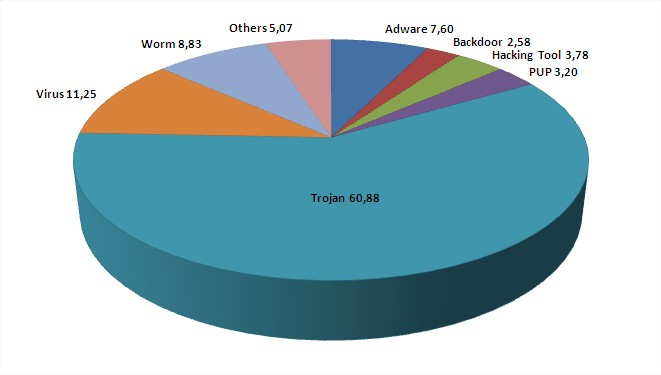 Others 5,07
Adware 7,60
Worm 8,83
Backdoor 2,58
Hacking Tool 3,78
PUP 3,20
Virus 11,25
Trojan 60,88